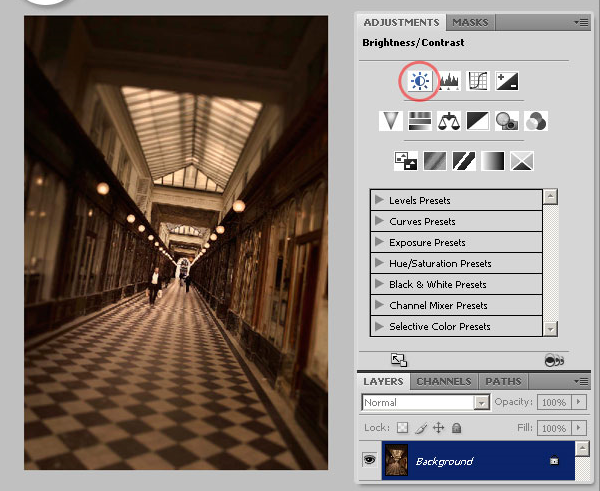 ADJUSTMENTS MASKS
Brightness/Contrast
Levels Presets
Curves Presets
Exposure Presets
Hue/Saturation Presets
Black & White Presets
Channel Mixer Presets
Selective Color Presets
LAYERS CHANNELS PATHS
Normal Opacity: 100%
Lock: Fill: 100%
Background